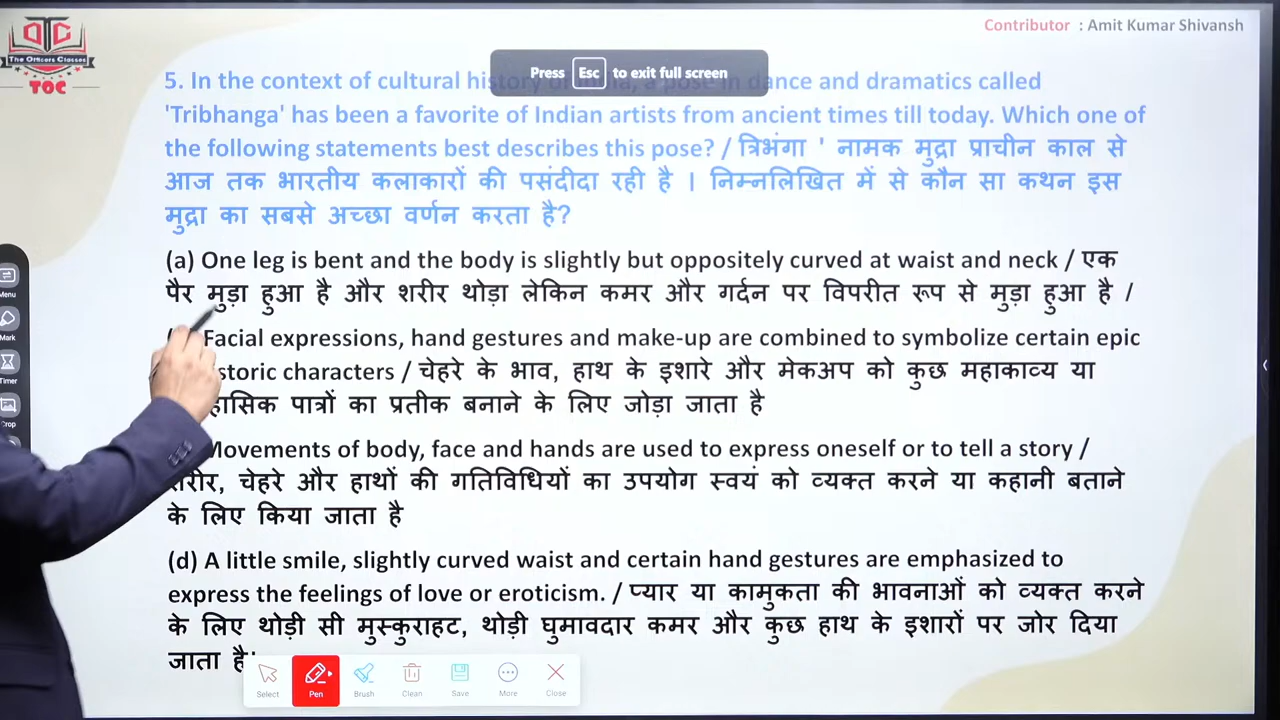 Contributor : Amit Kumar Shivansh
The Officers Classes
TOC
Press Esc to exit full screen
5. In the context of cultural history a pose in dance and dramatics called
'Tribhanga' has been a favorite of Indian artists from ancient times till today. Which one of
the following statements best describes this pose? / त्रिभंगा ' नामक मुद्रा प्राचीन काल से
आज तक भारतीय कलाकारों की पसंदीदा रही है । निम्नलिखित में से कौन सा कथन इस
मुद्रा का सबसे अच्छा वर्णन करता है?
(a) One leg is bent and the body is slightly but oppositely curved at waist and neck / एक
पैर मुड़ा हुआ है और शरीर थोड़ा लेकिन कमर और गर्दन पर विपरीत रूप से मुड़ा हुआ है /
Facial expressions, hand gestures and make-up are combined to symbolize certain epic
storic characters / चेहरे के भाव, हाथ के इशारे और मेकअप को कुछ महाकाव्य या
हासिक पात्रों का प्रतीक बनाने के लिए जोड़ा जाता है
Movements of body, face and hands are used to express oneself or to tell a story /
शरीर, चेहरे और हाथों की गतिविधियों का उपयोग स्वयं को व्यक्त करने या कहानी बताने
के लिए किया जाता है
(d) A little smile, slightly curved waist and certain hand gestures are emphasized to
express the feelings of love or eroticism. / प्यार या कामुकता की भावनाओं को व्यक्त करने
के लिए थोड़ी सी मुस्कुराहट, थोड़ी घुमावदार कमर और कुछ हाथ के इशारों पर जोर दिया
जाता है
Menu
Mark
Timer
Crop
Select Pen Brush Clean Save More Close